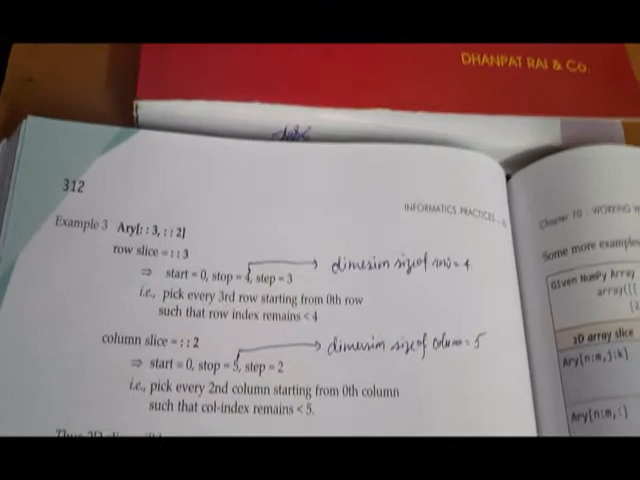 DHANPAT RAI & CO.
312
INFORMATICS PRACTICES -
Example 3 Ary[: : 3, : : 2]
row slice = : : 3
⇒ start = 0, stop = 4, step = 3
dimension size of row = 4
i.e., pick every 3rd row starting from 0th row
such that row index remains < 4
column slice = : : 2
⇒ start = 0, stop = 5, step = 2
dimension size of column = 5
i.e., pick every 2nd column starting from 0th column
such that col-index remains < 5.
Chapter 10 : WORKING W
Some more examples
Given NumPy Array
array([[
[2
2D array slice
Ary[n:m,j:k]
Ary[n:m,:]